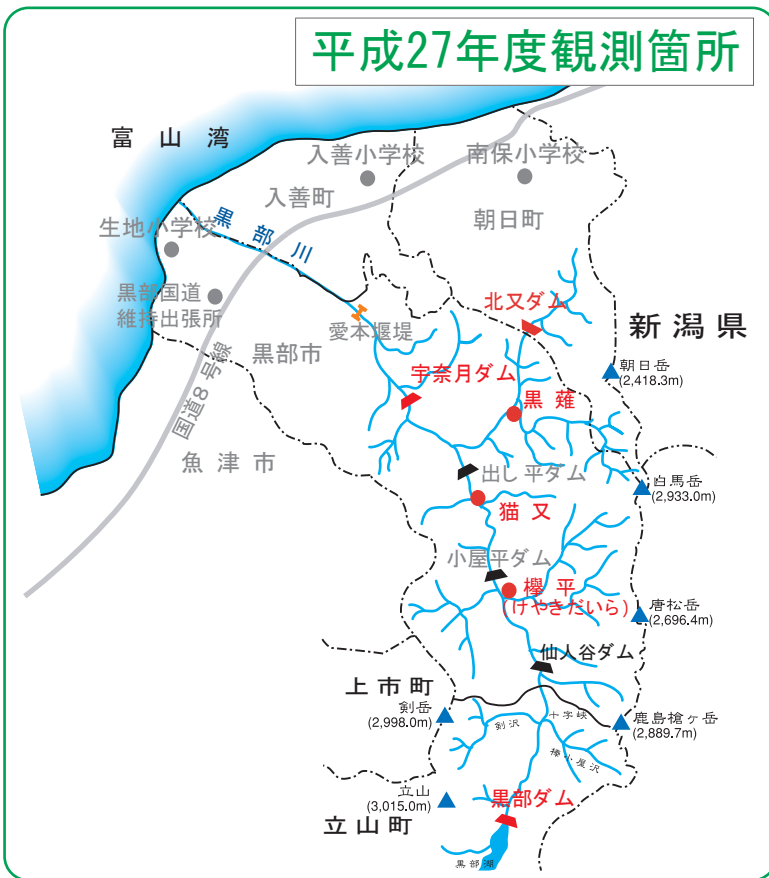 平成27年度観測箇所
富山湾
入善小学校
南保小学校
入善町
朝日町
生地小学校
黒部川
黒部国道
維持出張所
愛本堰堤
北又ダム
新潟県
国道8号線
黒部市
宇奈月ダム
朝日岳
(2,418.3m)
黒薙
魚津市
出し平ダム
白馬岳
(2,933.0m)
猫又
小屋平ダム
欅平
(けやきだいら)
唐松岳
(2,696.4m)
仙人谷ダム
上市町
剣岳
(2,998.0m)
剣沢
十字峡
鹿島槍ヶ岳
(2,889.7m)
棒小屋沢
立山
(3,015.0m)
黒部ダム
立山町
黒部湖